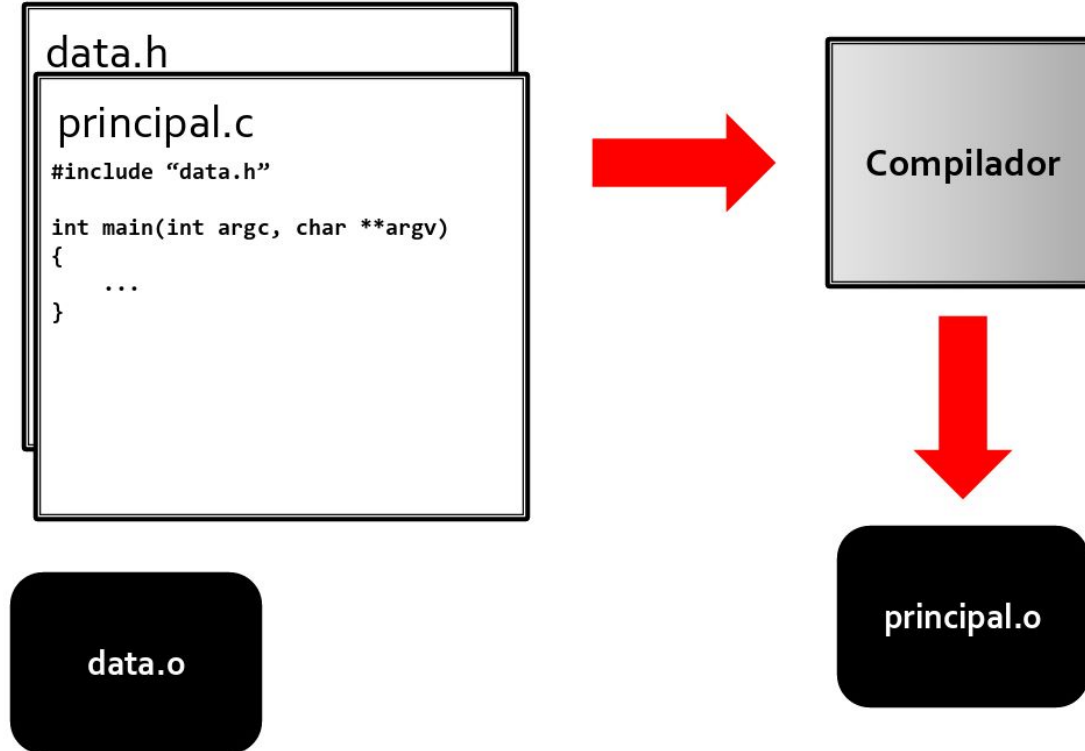 data.h
principal.c
#include “data.h”
int main(int argc, char **argv)
{
...
}
Compilador
principal.o
data.o